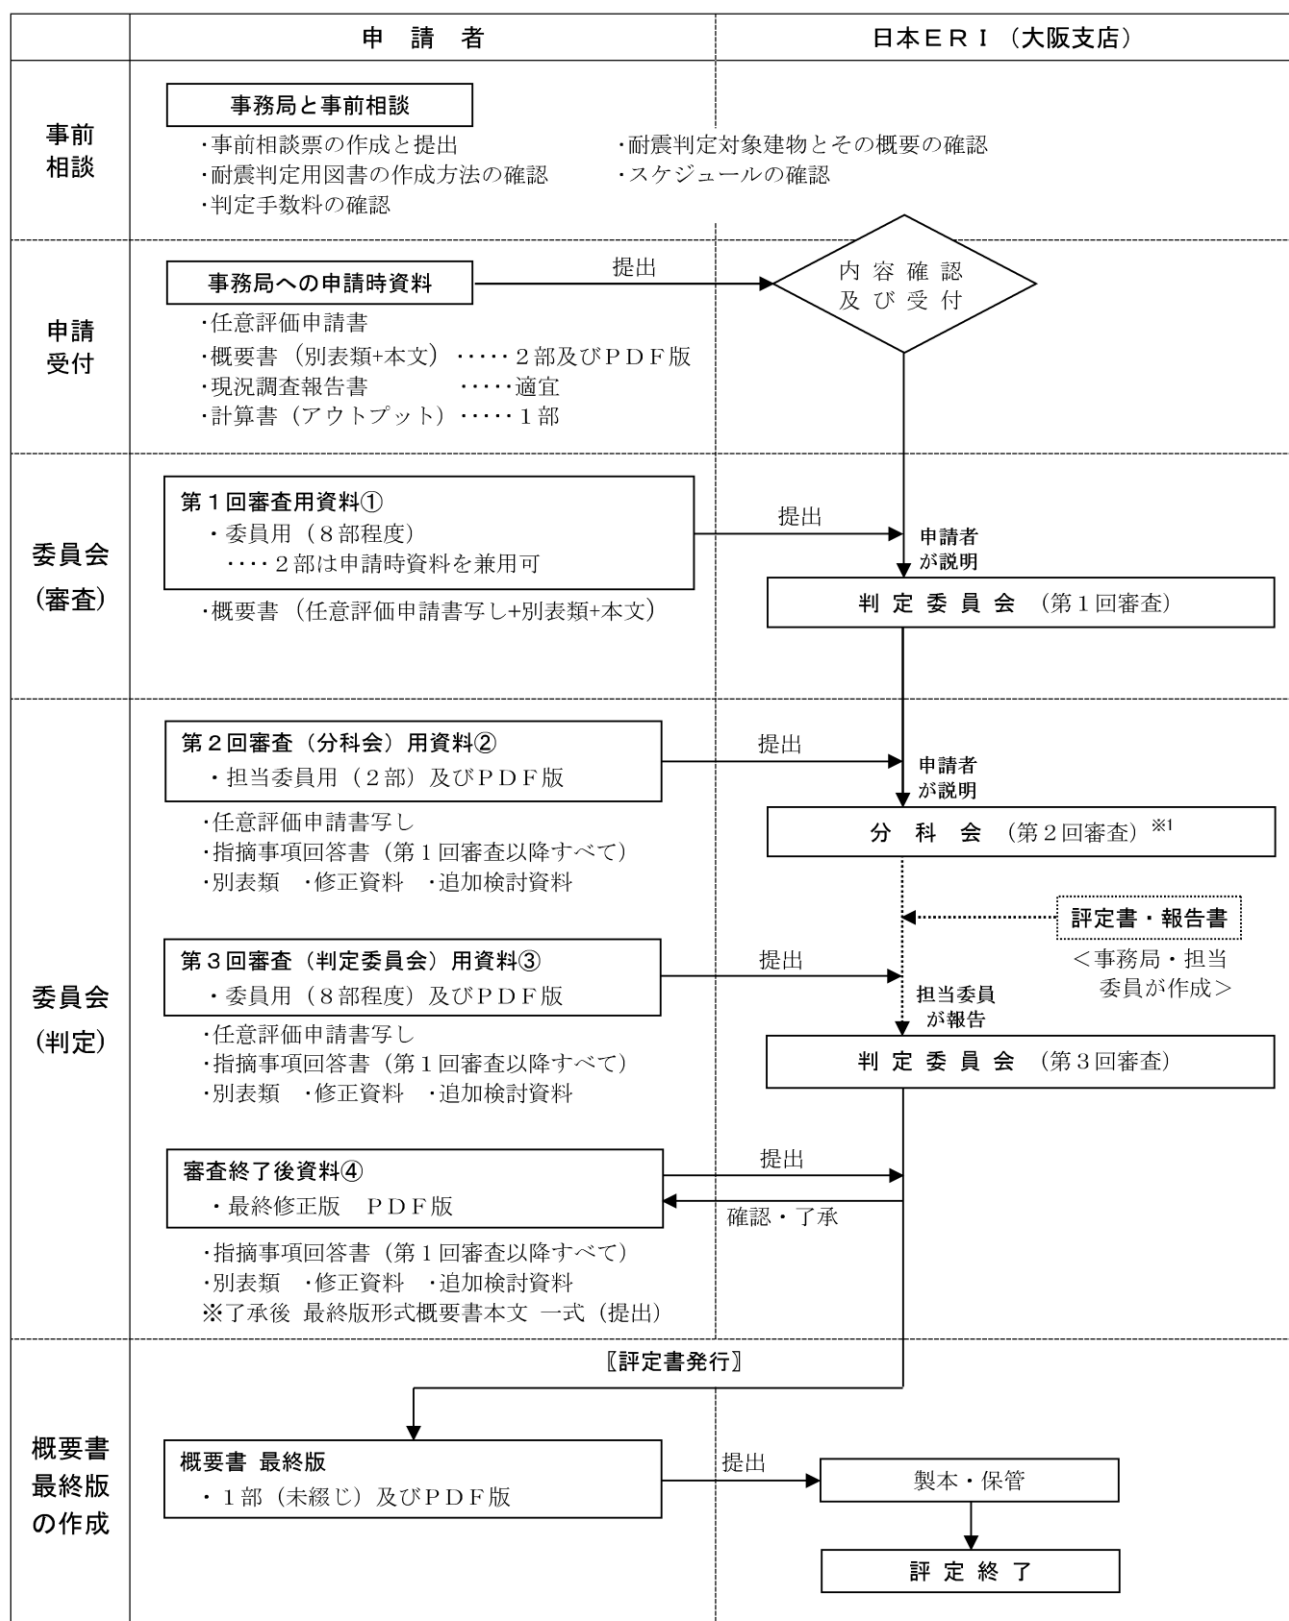 申 請 者
日本ＥＲＩ（大阪支店）
事前
相談
事務局と事前相談
・事前相談票の作成と提出
・耐震判定対象建物とその概要の確認
・耐震判定用図書の作成方法の確認
・スケジュールの確認
・判定手数料の確認
申請
受付
事務局への申請時資料
提出
内 容 確 認
及 び 受 付
・任意評価申請書
・概要書（別表類+本文）‥‥‥２部及びＰＤＦ版
・現況調査報告書 ‥‥‥適宜
・計算書（アウトプット）‥‥‥１部
委員会
(審査)
第１回審査用資料①
・委員用（８部程度）
‥‥２部は申請時資料を兼用可
提出
申請者
が説明
・概要書（任意評価申請書写し+別表類+本文）
判 定 委 員 会 （第１回審査）
委員会
(判定)
第２回審査（分科会）用資料②
・担当委員用（２部）及びＰＤＦ版
提出
申請者
が説明
・任意評価申請書写し
・指摘事項回答書（第１回審査以降すべて）
・別表類 ・修正資料 ・追加検討資料
分 科 会 （第２回審査）※1
評定書・報告書
＜事務局・担当
委員が作成＞
第３回審査（判定委員会）用資料③
・委員用（８部程度）及びＰＤＦ版
提出
担当委員
が報告
・任意評価申請書写し
・指摘事項回答書（第１回審査以降すべて）
・別表類 ・修正資料 ・追加検討資料
判 定 委 員 会 （第３回審査）
審査終了後資料④
・最終修正版 ＰＤＦ版
提出
確認・了承
・指摘事項回答書（第１回審査以降すべて）
・別表類 ・修正資料 ・追加検討資料
※了承後 最終版形式概要書本文 一式（提出）
〖評定書発行〗
概要書
最終版
の作成
概要書 最終版
・１部（未綴じ）及びＰＤＦ版
提出
製本・保管
評 定 終 了